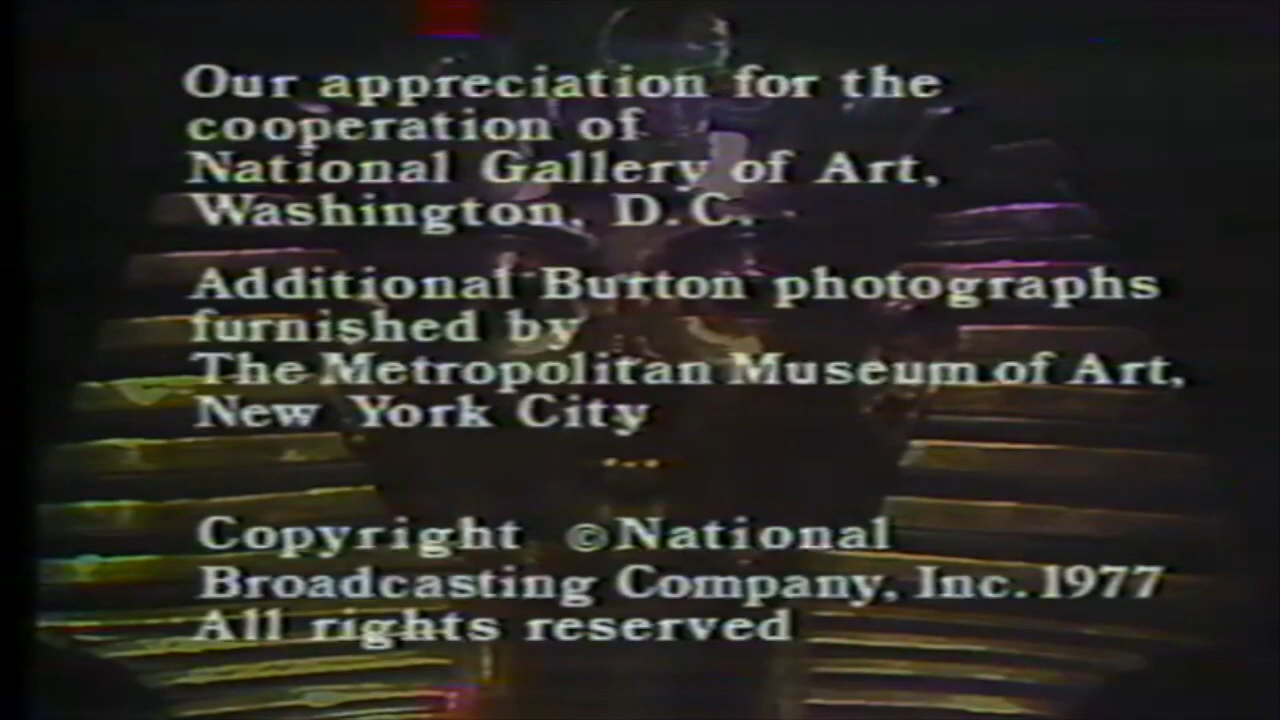 Our appreciation for the
cooperation of
National Gallery of Art,
Washington, D.C.
Additional Burton photographs
furnished by
The Metropolitan Museum of Art,
New York City
Copyright ©National
Broadcasting Company, Inc. 1977
All rights reserved